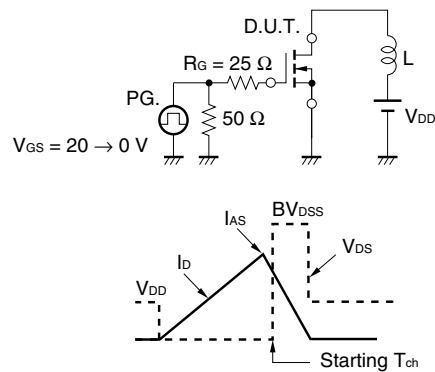 D.U.T.
RG = 25 Ω
L
PG.
50 Ω
VDD
VGS = 20 → 0 V
BVDSS
IAS
ID
VDS
VDD
Starting Tch